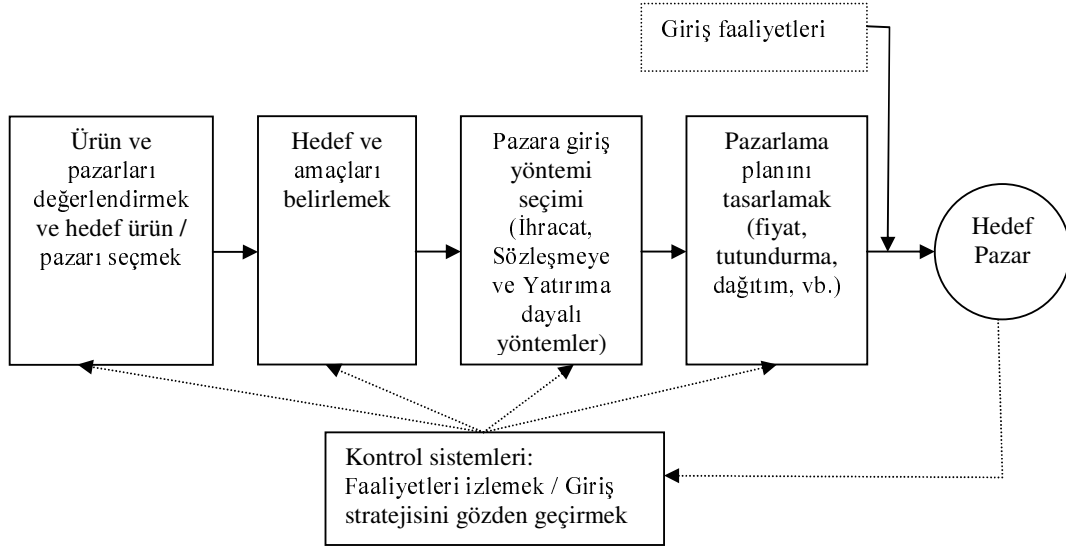 Giriş faaliyetleri
Ürün ve
pazarları
değerlendirmek
ve hedef ürün /
pazarı seçmek
Hedef ve
amaçları
belirlemek
Pazara giriş
yöntemi
seçimi
(İhracat,
Sözleşmeye
ve Yatırıma
dayalı
yöntemler)
Pazarlama
planını
tasarlamak
(fiyat,
tutundurma,
dağıtım, vb.)
Hedef
Pazar
Kontrol sistemleri:
Faaliyetleri izlemek / Giriş
stratejisini gözden geçirmek